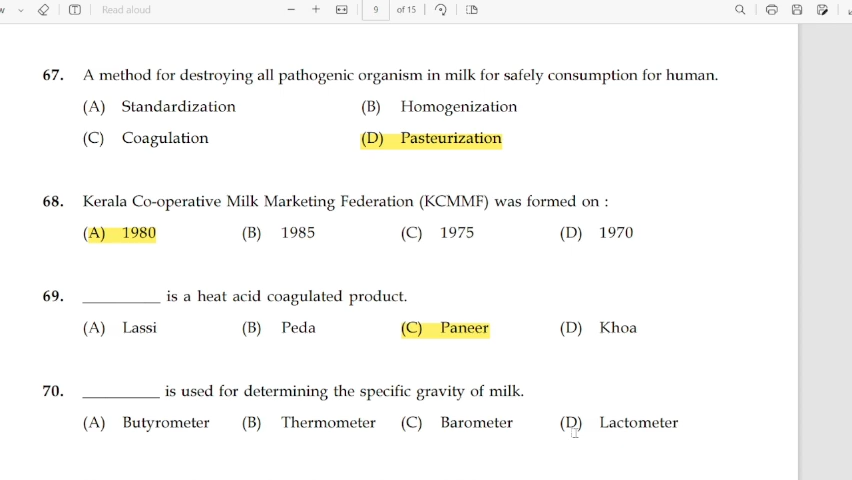 Read aloud
9 of 15
67. A method for destroying all pathogenic organism in milk for safely consumption for human.
(A) Standardization (B) Homogenization
(C) Coagulation (D) Pasteurization
68. Kerala Co-operative Milk Marketing Federation (KCMMF) was formed on :
(A) 1980 (B) 1985 (C) 1975 (D) 1970
69. __________ is a heat acid coagulated product.
(A) Lassi (B) Peda (C) Paneer (D) Khoa
70. __________ is used for determining the specific gravity of milk.
(A) Butyrometer (B) Thermometer (C) Barometer (D) Lactometer